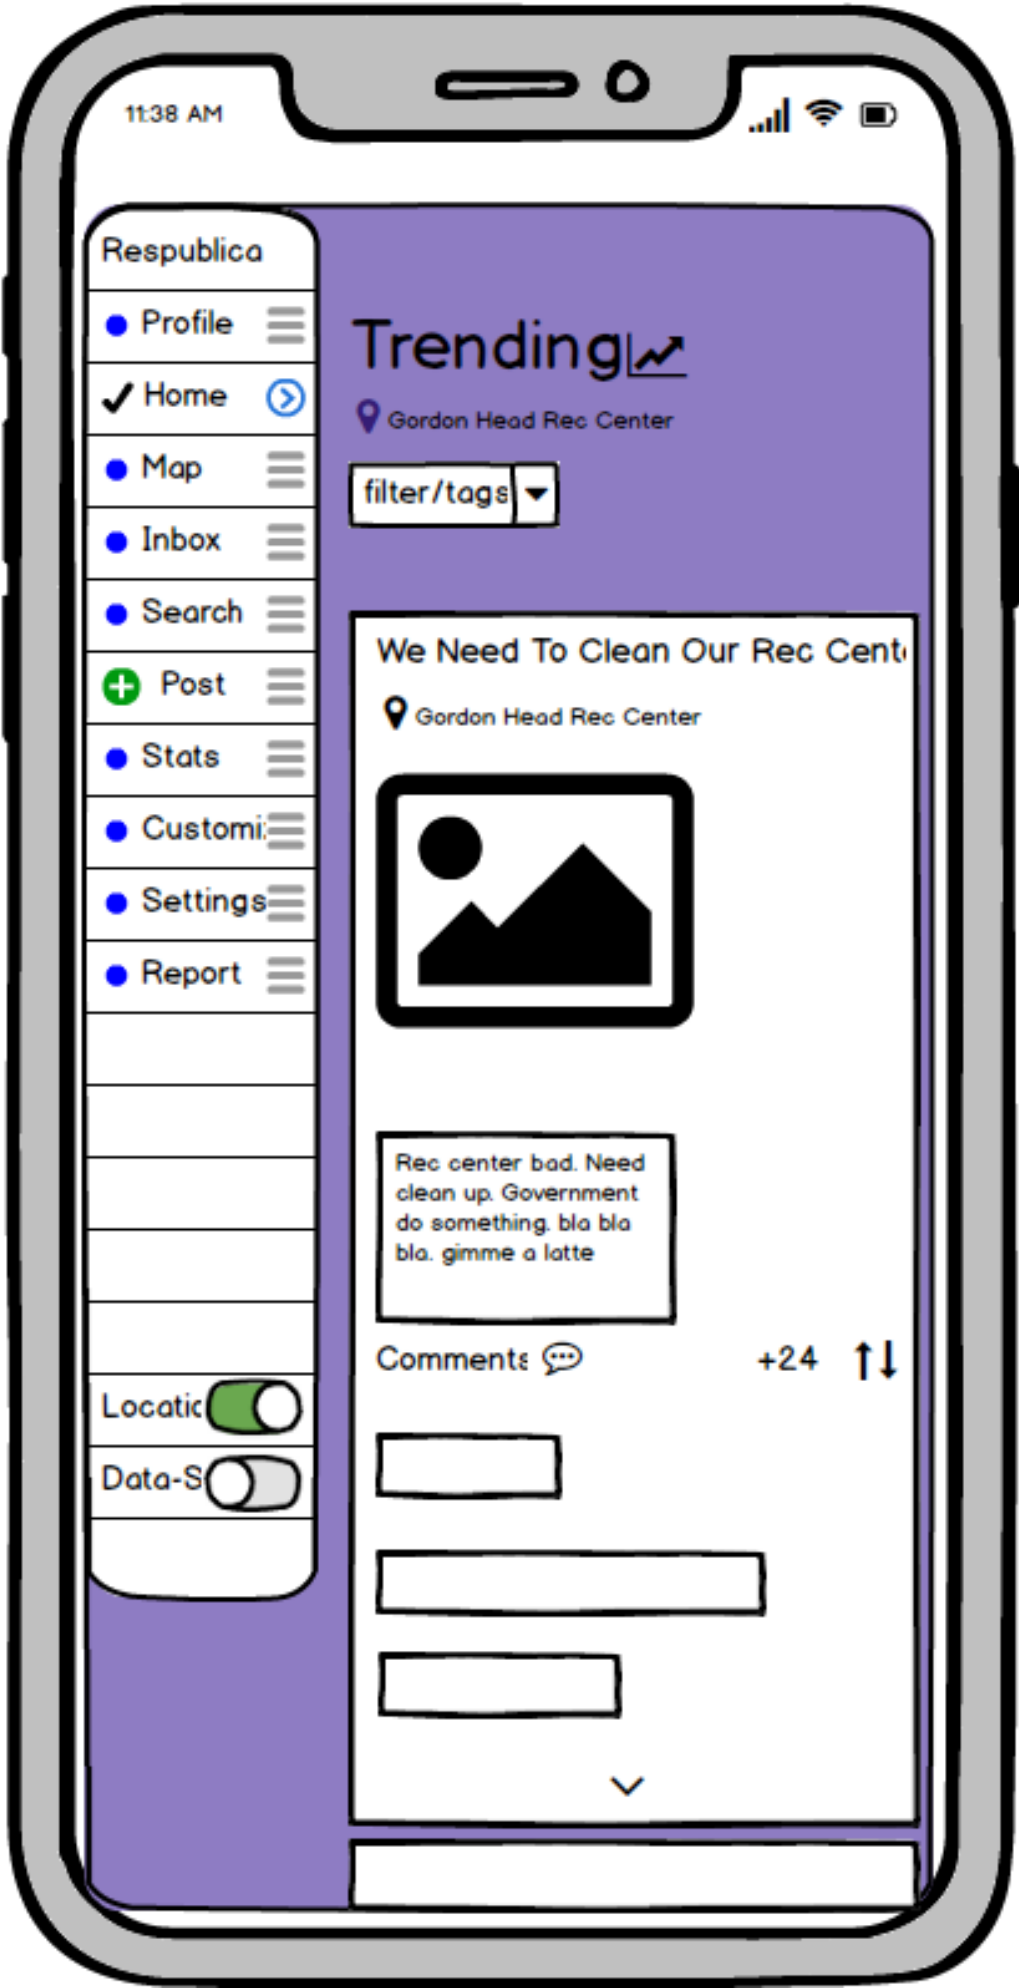 11:38 AM
Respublica
Profile
Home
Map
Inbox
Search
Post
Stats
Customi
Settings
Report
Locatic
Data-S
Trending
Gordon Head Rec Center
filter/tags
We Need To Clean Our Rec Cente
Gordon Head Rec Center
Rec center bad. Need
clean up. Government
do something. bla bla
bla. gimme a latte
Comments
+24